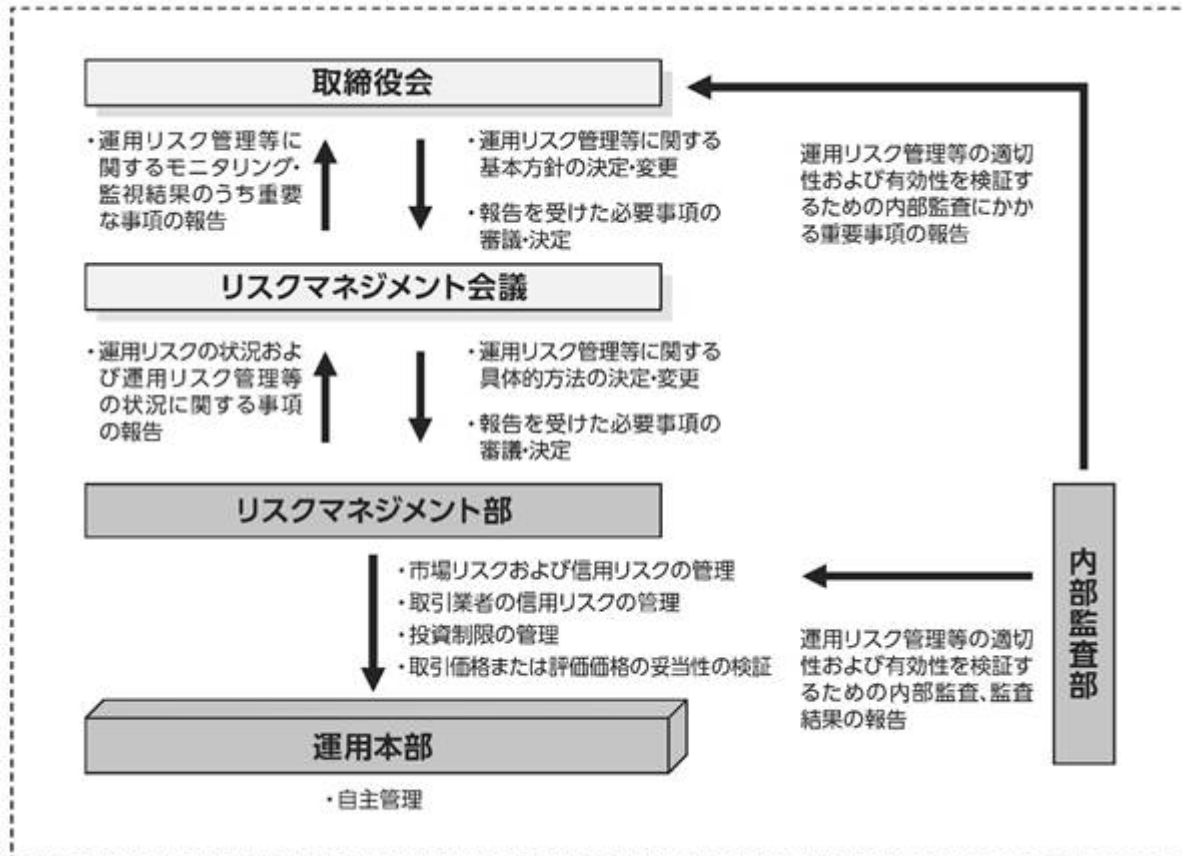 取締役会
・運用リスク管理等に
関するモニタリング・
監視結果のうち重要
な事項の報告
・運用リスク管理等に関する
基本方針の決定・変更
・報告を受けた必要事項の
審議・決定
運用リスク管理等の適切
性および有効性を検証す
るための内部監査にかか
る重要事項の報告
リスクマネジメント会議
・運用リスクの状況およ
び運用リスク管理等
の状況に関する事項
の報告
・運用リスク管理等に関する
具体的方法の決定・変更
・報告を受けた必要事項の
審議・決定
リスクマネジメント部
・市場リスクおよび信用リスクの管理
・取引業者の信用リスクの管理
・投資制限の管理
・取引価格または評価価格の妥当性の検証
運用リスク管理等の適切
性および有効性を検証す
るための内部監査、監査
結果の報告
内部監査部
運用本部
・自主管理